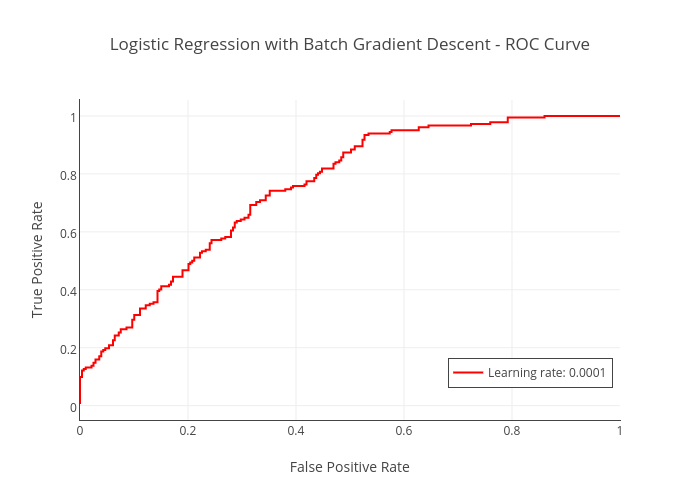 Logistic Regression with Batch Gradient Descent - ROC Curve
1
0.8
0.6
0.4
0.2
0
True Positive Rate
Learning rate: 0.0001
0 0.2 0.4 0.6 0.8 1
False Positive Rate